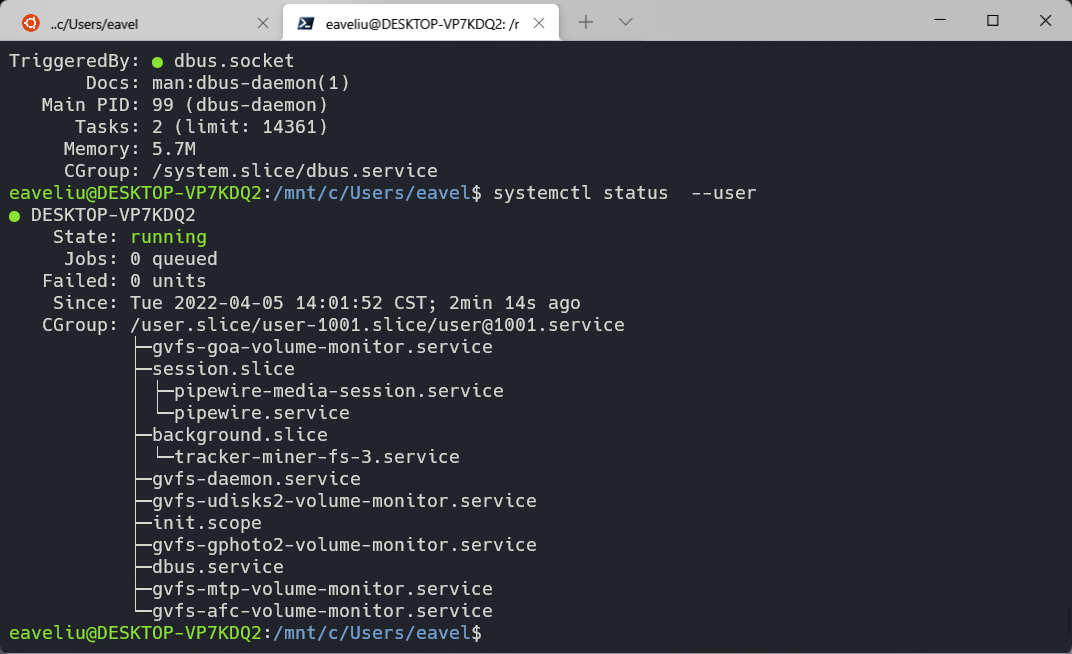 ..c/Users/eavel
eaveliu@DESKTOP-VP7KDQ2: /r
TriggeredBy: ● dbus.socket
Docs: man:dbus-daemon(1)
Main PID: 99 (dbus-daemon)
Tasks: 2 (limit: 14361)
Memory: 5.7M
CGroup: /system.slice/dbus.service
eaveliu@DESKTOP-VP7KDQ2:/mnt/c/Users/eavel$ systemctl status  --user
● DESKTOP-VP7KDQ2
State: running
Jobs: 0 queued
Failed: 0 units
Since: Tue 2022-04-05 14:01:52 CST; 2min 14s ago
CGroup: /user.slice/user-1001.slice/user@1001.service
├─gvfs-goa-volume-monitor.service
├─session.slice
│ ├─pipewire-media-session.service
│ └─pipewire.service
├─background.slice
│ └─tracker-miner-fs-3.service
├─gvfs-daemon.service
├─gvfs-udisks2-volume-monitor.service
├─init.scope
├─gvfs-gphoto2-volume-monitor.service
├─dbus.service
├─gvfs-mtp-volume-monitor.service
└─gvfs-afc-volume-monitor.service
eaveliu@DESKTOP-VP7KDQ2:/mnt/c/Users/eavel$